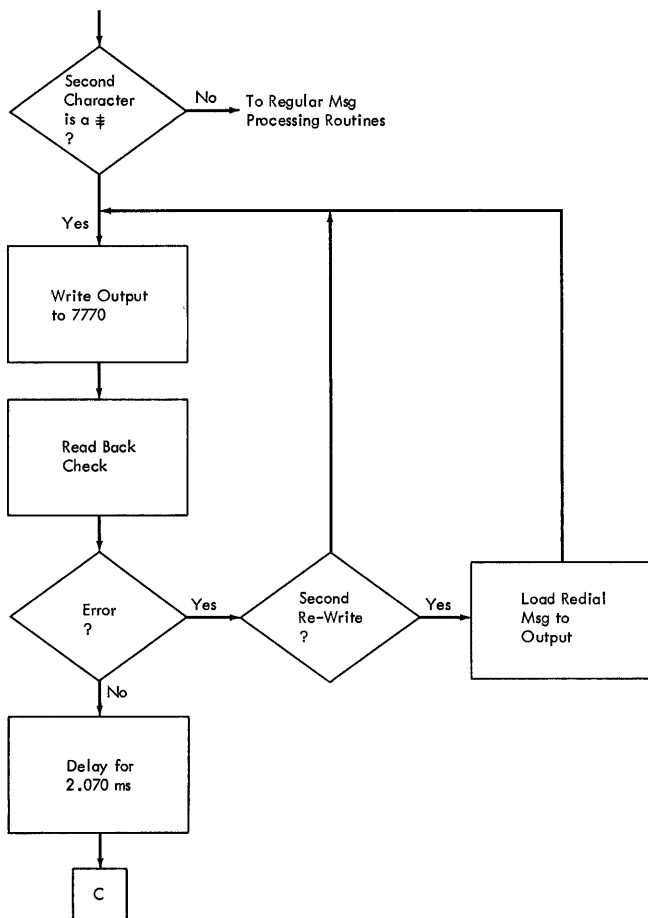 Second
Character
is a ⧧
?
No
To Regular Msg
Processing Routines
Yes
Write Output
to 7770
Read Back
Check
Error
?
Yes
Second
Re-Write
?
Yes
Load Redial
Msg to
Output
No
Delay for
2.070 ms
C